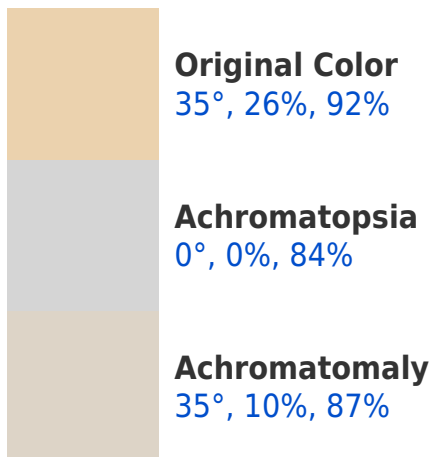 Original Color
35°, 26%, 92%
Achromatopsia
0°, 0%, 84%
Achromatomaly
35°, 10%, 87%